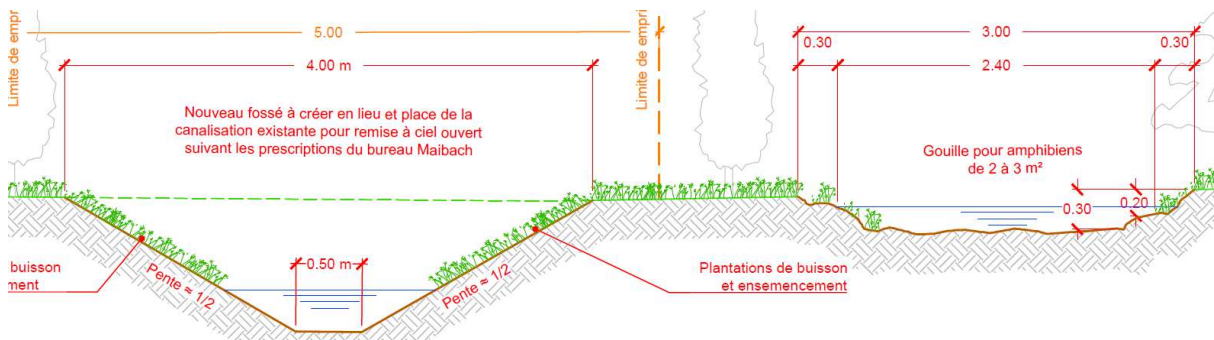 Limite de empri
5.00
4.00 m
Nouveau fossé à créer en lieu et place de la
canalisation existante pour remise à ciel ouvert
suivant les prescriptions du bureau Maibach
Limite de empri
0.30
3.00
0.30
2.40
Gouille pour amphibiens
de 2 à 3 m²
0.30
0.20
buisson
ment
Pente ≈ 1/2
0.50 m
Pente ≈ 1/2
Plantations de buisson
et ensemencement